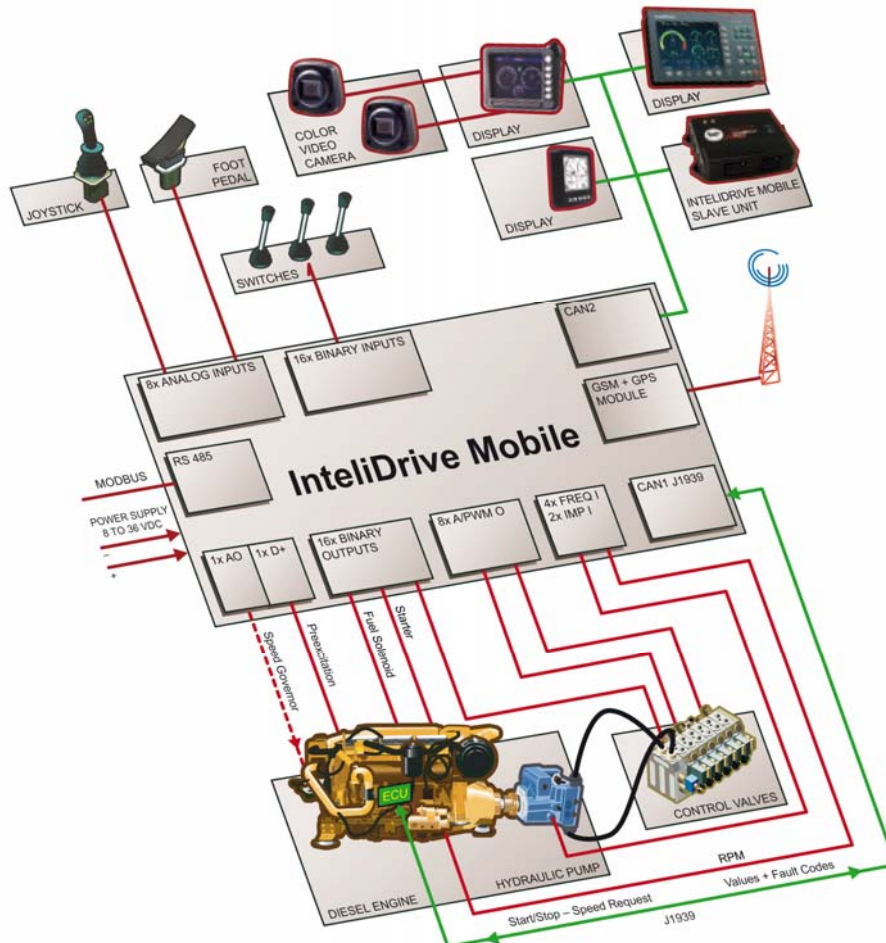 COLOR
VIDEO
CAMERA
DISPLAY
DISPLAY
DISPLAY
INTELIDRIVE MOBILE
SLAVE UNIT
JOYSTICK
FOOT
PEDAL
SWITCHES
8x ANALOG INPUTS
16x BINARY INPUTS
CAN2
GSM + GPS
MODULE
RS 485
InteliDrive Mobile
MODBUS
POWER SUPPLY
8 TO 36 VDC
–
+
1x AO
1x D+
16x BINARY
OUTPUTS
8x A/PWM O
4x FREQ I
2x IMP I
CAN1 J1939
Speed Governor
Preexcitation
Fuel Solenoid
Starter
ECU
CONTROL VALVES
HYDRAULIC PUMP
DIESEL ENGINE
RPM
Start/Stop – Speed Request
Values + Fault Codes
J1939